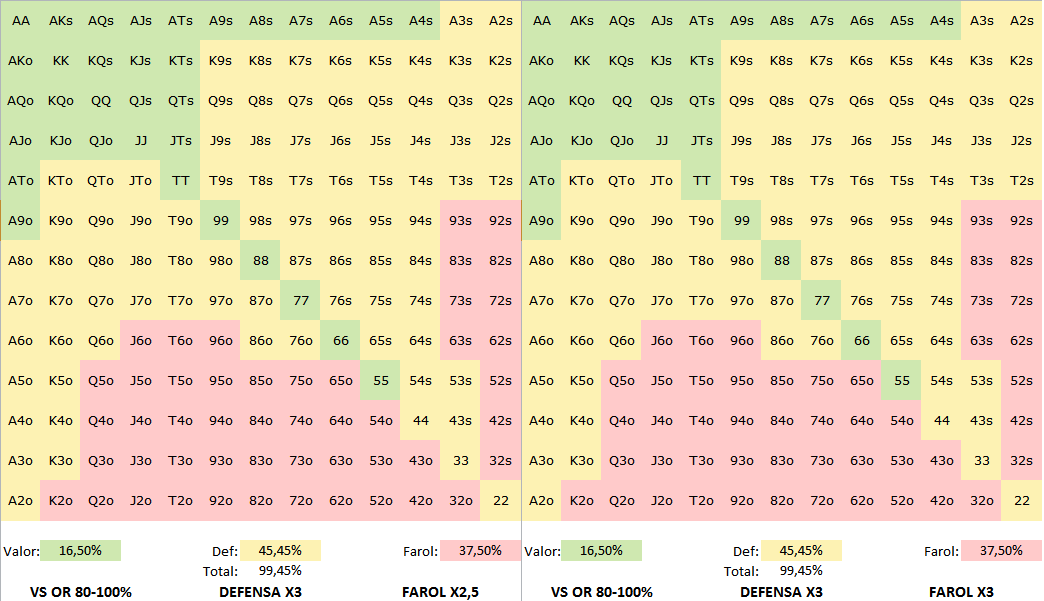 AA AKs AQs AJs ATs A9s A8s A7s A6s A5s A4s A3s A2s AA AKs AQs AJs ATs A9s A8s A7s A6s A5s A4s A3s A2s
AKo KK KQs KJs KTs K9s K8s K7s K6s K5s K4s K3s K2s AKo KK KQs KJs KTs K9s K8s K7s K6s K5s K4s K3s K2s
AQo KQo QQ QJs QTs Q9s Q8s Q7s Q6s Q5s Q4s Q3s Q2s AQo KQo QQ QJs QTs Q9s Q8s Q7s Q6s Q5s Q4s Q3s Q2s
AJo KJo QJo JJ JTs J9s J8s J7s J6s J5s J4s J3s J2s AJo KJo QJo JJ JTs J9s J8s J7s J6s J5s J4s J3s J2s
ATo KTo QTo JTo TT T9s T8s T7s T6s T5s T4s T3s T2s ATo KTo QTo JTo TT T9s T8s T7s T6s T5s T4s T3s T2s
A9o K9o Q9o J9o T9o 99 98s 97s 96s 95s 94s 93s 92s A9o K9o Q9o J9o T9o 99 98s 97s 96s 95s 94s 93s 92s
A8o K8o Q8o J8o T8o 98o 88 87s 86s 85s 84s 83s 82s A8o K8o Q8o J8o T8o 98o 88 87s 86s 85s 84s 83s 82s
A7o K7o Q7o J7o T7o 97o 87o 77 76s 75s 74s 73s 72s A7o K7o Q7o J7o T7o 97o 87o 77 76s 75s 74s 73s 72s
A6o K6o Q6o J6o T6o 96o 86o 76o 66 65s 64s 63s 62s A6o K6o Q6o J6o T6o 96o 86o 76o 66 65s 64s 63s 62s
A5o K5o Q5o J5o T5o 95o 85o 75o 65o 55 54s 53s 52s A5o K5o Q5o J5o T5o 95o 85o 75o 65o 55 54s 53s 52s
A4o K4o Q4o J4o T4o 94o 84o 74o 64o 54o 44 43s 42s A4o K4o Q4o J4o T4o 94o 84o 74o 64o 54o 44 43s 42s
A3o K3o Q3o J3o T3o 93o 83o 73o 63o 53o 43o 33 32s A3o K3o Q3o J3o T3o 93o 83o 73o 63o 53o 43o 33 32s
A2o K2o Q2o J2o T2o 92o 82o 72o 62o 52o 42o 32o 22 A2o K2o Q2o J2o T2o 92o 82o 72o 62o 52o 42o 32o 22
Valor: 16,50% Def: 45,45% Farol: 37,50% Valor: 16,50% Def: 45,45% Farol: 37,50%
Total: 99,45% Total: 99,45%
VS OR 80-100% DEFENSA X3 FAROL X2,5 VS OR 80-100% DEFENSA X3 FAROL X3